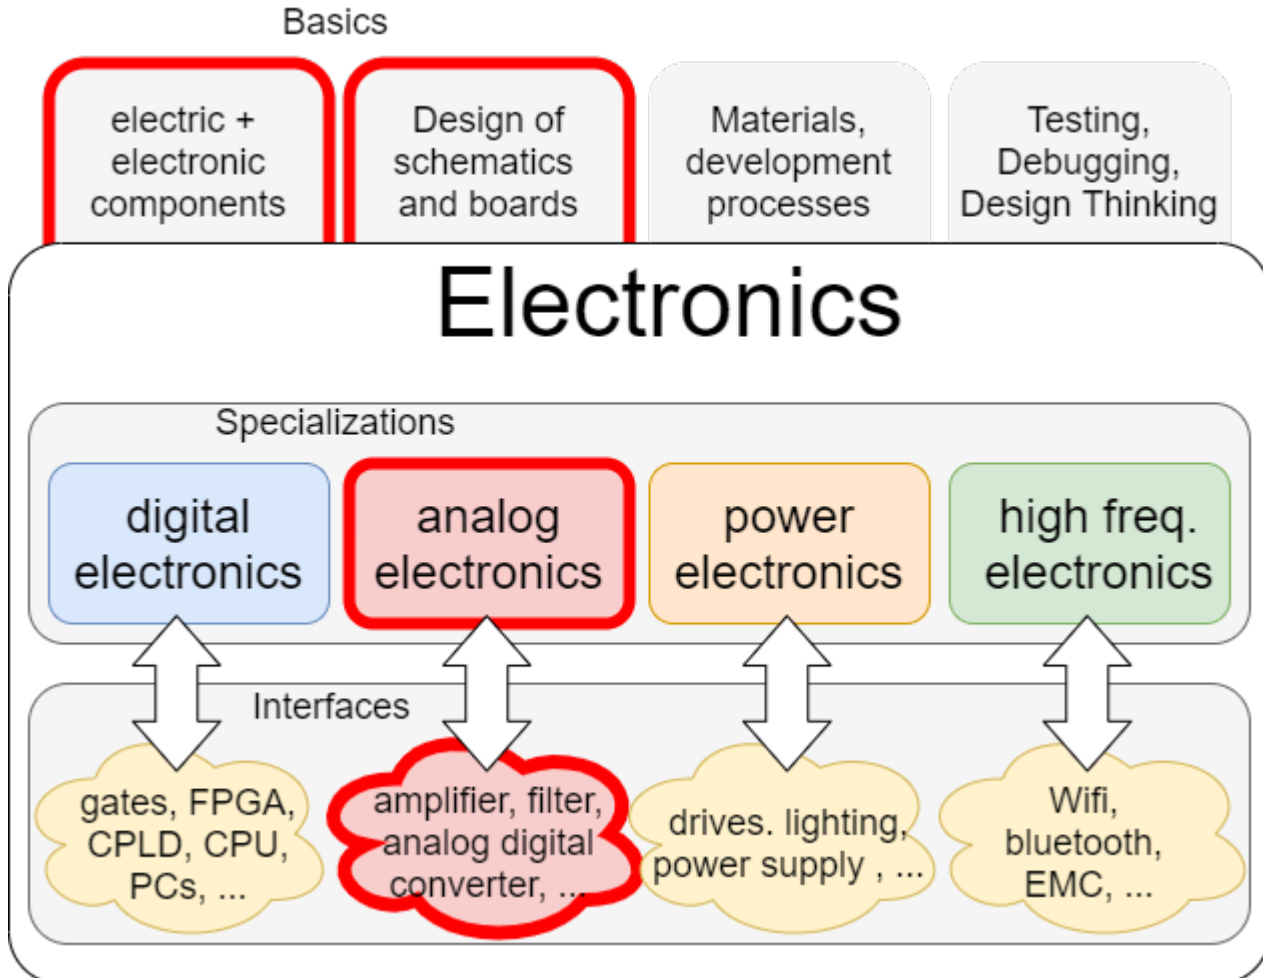 Basics
electric +
electronic
components
Design of
schematics
and boards
Materials,
development
processes
Testing,
Debugging,
Design Thinking
Electronics
Specializations
digital
electronics
analog
electronics
power
electronics
high freq.
electronics
Interfaces
gates, FPGA,
CPLD, CPU,
PCs, ...
amplifier, filter,
analog digital
converter, ...
drives. lighting,
power supply , ...
Wifi,
bluetooth,
EMC, ...